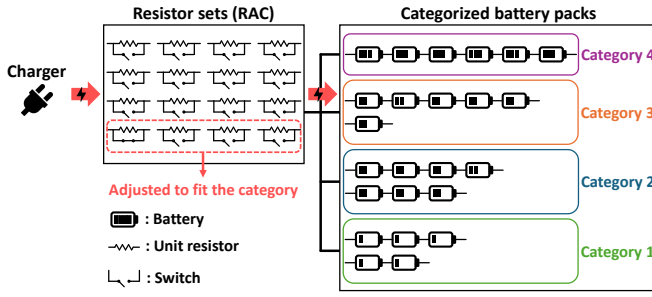 Resistor sets (RAC)
Categorized battery packs
Charger
Category 4
Category 3
Category 2
Category 1
Adjusted to fit the category
: Battery
: Unit resistor
: Switch